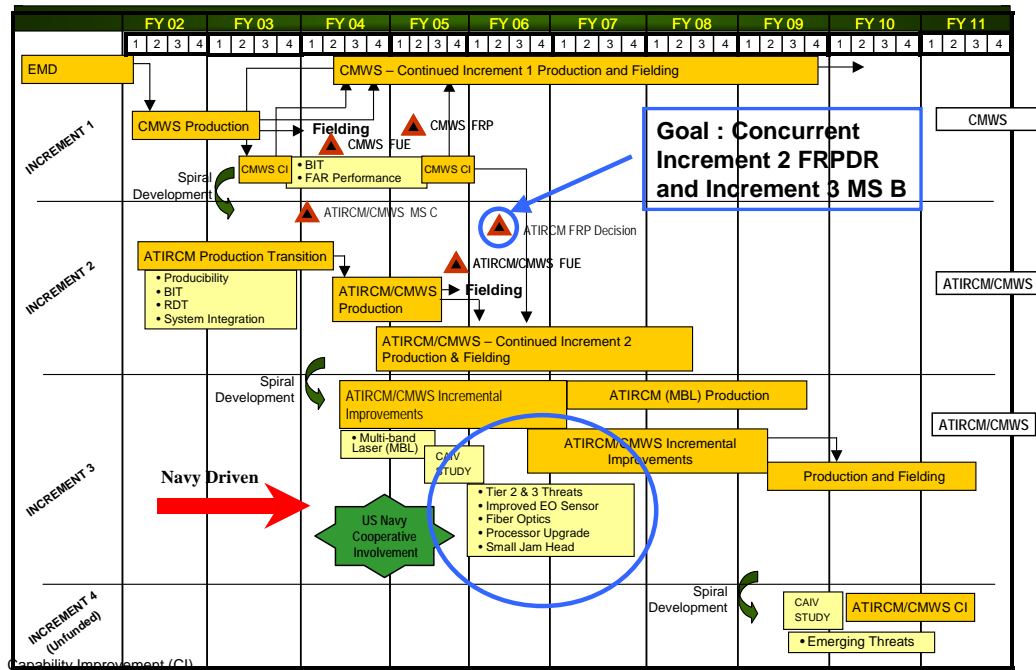 FY 02 FY 03 FY 04 FY 05 FY 06 FY 07 FY 08 FY 09 FY 10 FY 11
1 2 3 4 1 2 3 4 1 2 3 4 1 2 3 4 1 2 3 4 1 2 3 4 1 2 3 4 1 2 3 4 1 2 3 4 1 2 3 4
INCREMENT 1
EMD
CMWS – Continued Increment 1 Production and Fielding
CMWS Production
Fielding
CMWS FUE
CMWS FRP
CMWS CI
• BIT
• FAR Performance
CMWS CI
Spiral
Development
Goal : Concurrent
Increment 2 FRPDR
and Increment 3 MS B
CMWS
ATIRCM/CMWS MS C
ATIRCM FRP Decision
INCREMENT 2
ATIRCM Production Transition
• Producibility
• BIT
• RDT
• System Integration
ATIRCM/CMWS FUE
ATIRCM/CMWS
Production
Fielding
ATIRCM/CMWS – Continued Increment 2
Production & Fielding
ATIRCM/CMWS
Spiral
Development
INCREMENT 3
ATIRCM/CMWS Incremental
Improvements
ATIRCM (MBL) Production
• Multi-band
Laser (MBL)
CAIV
STUDY
ATIRCM/CMWS Incremental
Improvements
Production and Fielding
ATIRCM/CMWS
Navy Driven
US Navy
Cooperative
Involvement
• Tier 2 & 3 Threats
• Improved EO Sensor
• Fiber Optics
• Processor Upgrade
• Small Jam Head
INCREMENT 4
(Unfunded)
Spiral
Development
CAIV
STUDY
ATIRCM/CMWS CI
• Emerging Threats
Capability Improvement (CI)